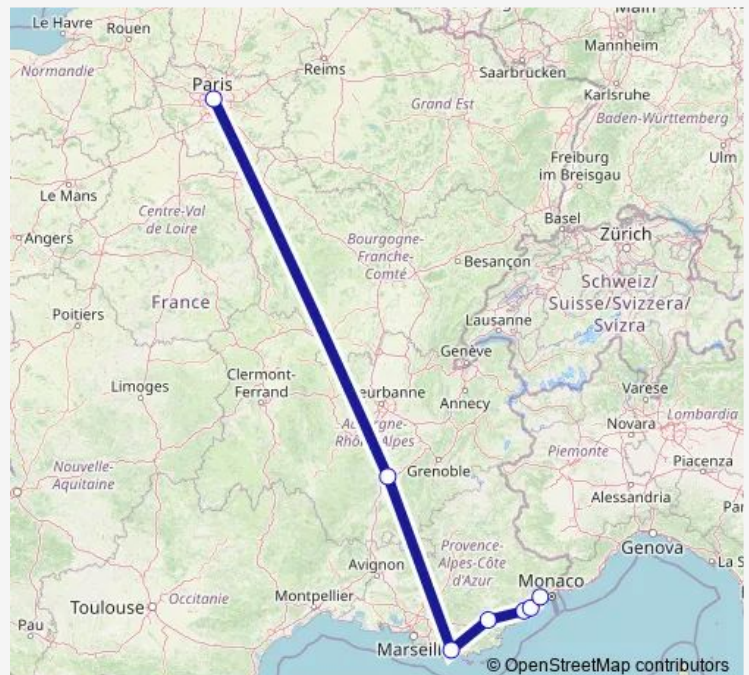 Main
Le Havre
Rouen
Mannheim
Normandie
Reims
Saarbrücken
Paris
Karlsruhe
Grand Est
Baden-Württemberg
Freiburg
im Breisgau
Ulm
Le Mans
Centre-Val
de Loire
Basel
Zürich
Angers
Bourgogne-
Franche-
Comté
Besançon
Schweiz/
Suisse/Svizzera/
Svizra
France
Poitiers
Lausanne
Genève
Clermont-
Ferrand
Limoges
eurbanne
Annecy
Varese
Lombardia
Novara
Nouvelle-
Aquitaine
Grenoble
Piemonte
Piacenza
Alessandria
Provence-
Alpes-Côte
d'Azur
Genova
La S
Avignon
Monaco
Montpellier
Toulouse
Occitanie
Pau
Marseill
© OpenStreetMap contributors